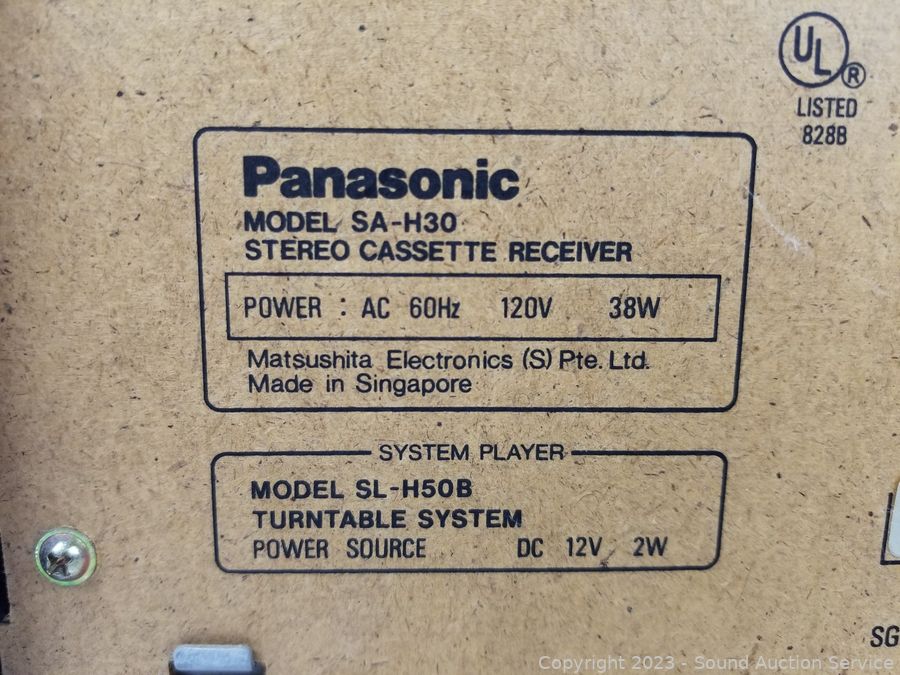 UL ®
LISTED
828B
Panasonic
MODEL SA-H30
STEREO CASSETTE RECEIVER
POWER : AC 60Hz 120V 38W
Matsushita Electronics (S) Pte. Ltd.
Made in Singapore
SYSTEM PLAYER
MODEL SL-H50B
TURNTABLE SYSTEM
POWER SOURCE DC 12V 2W
SG
Copyright 2023 - Sound Auction Service